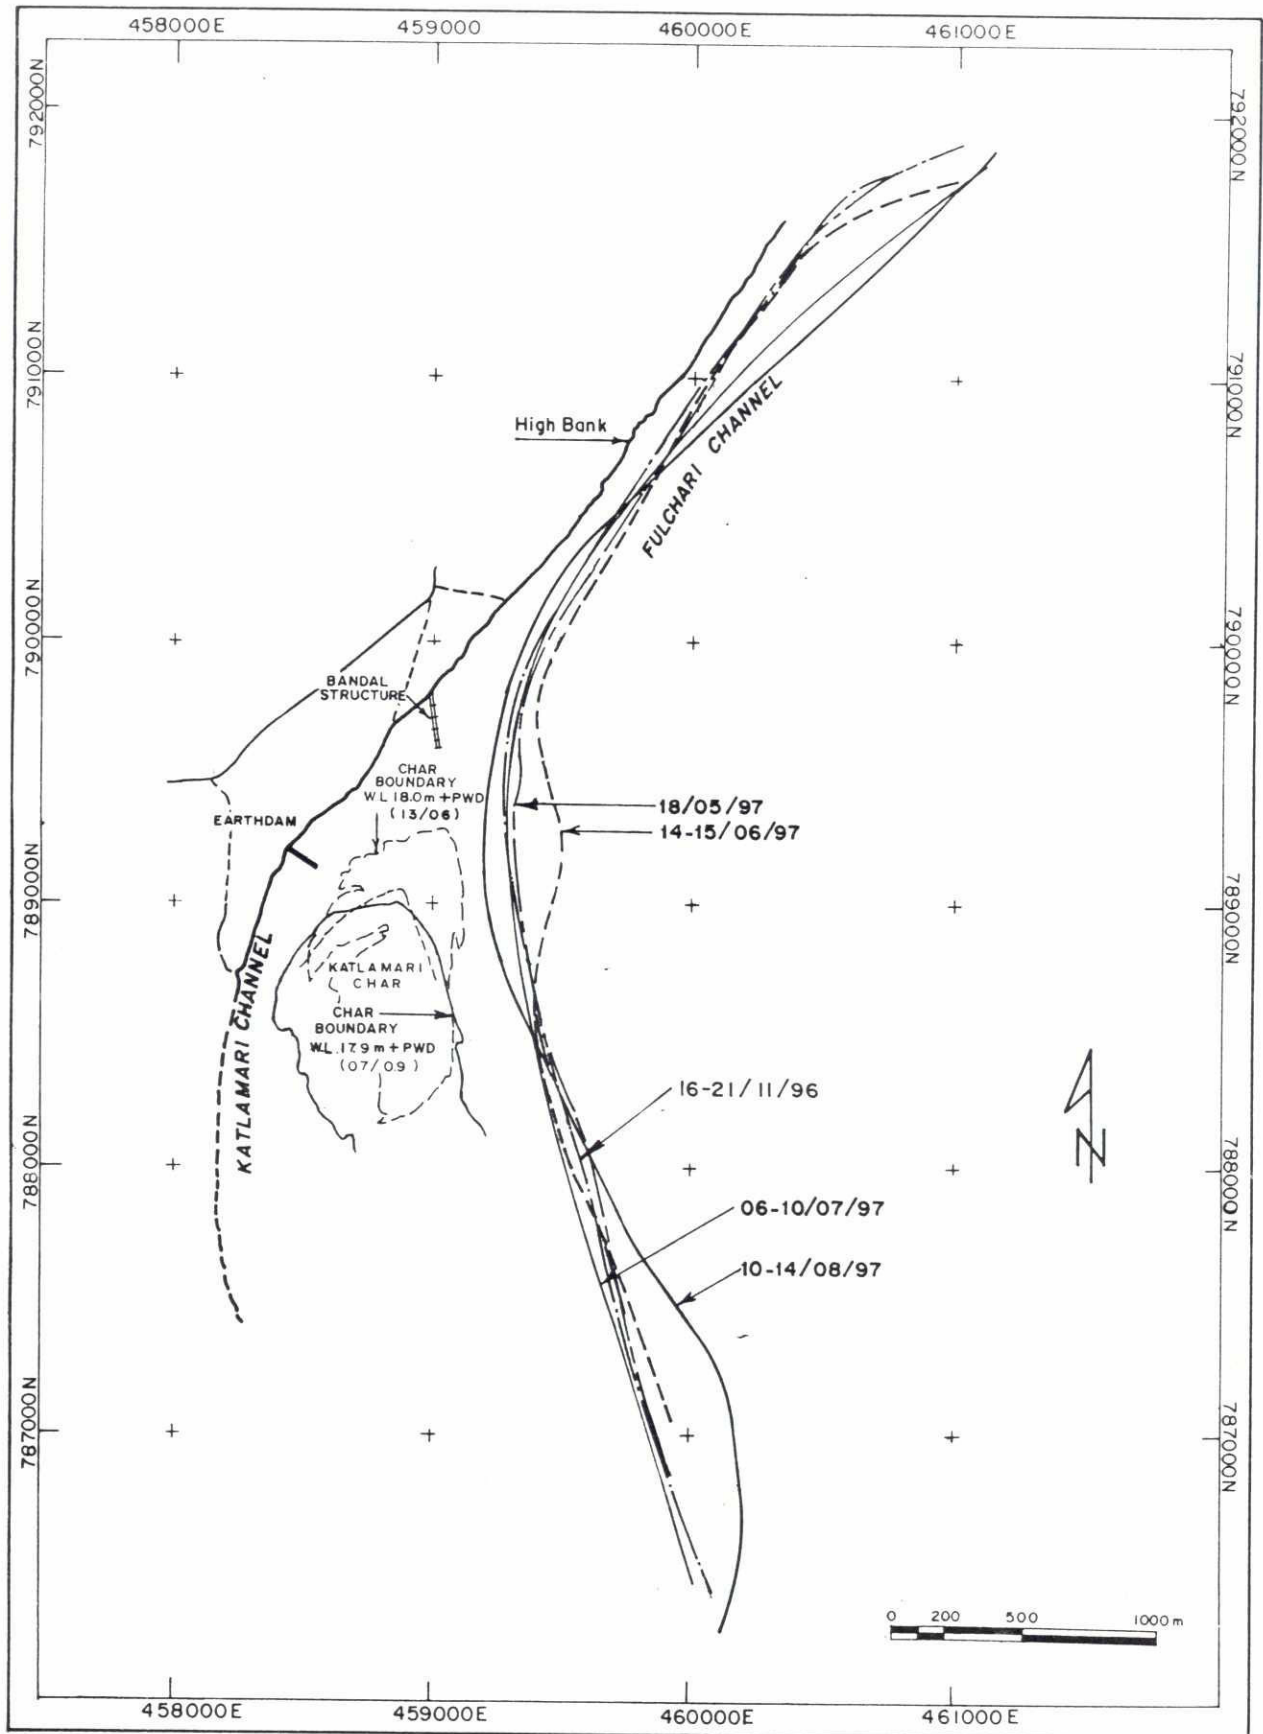 458000E 459000 460000E 461000E
792000N
792000N
791000N
791000N
High Bank
FULCHARI CHANNEL
790000N
790000N
BANDAL
STRUCTURE
CHAR
BOUNDARY
W.L 18.0m+PWD
(13/06)
18/05/97
14-15/06/97
EARTHDAM
789000N
789000N
KATLAMARI
CHAR
KATLAMARI CHANNEL
CHAR
BOUNDARY
W.L.17.9m+PWD
(07/09)
16-21/11/96
N
788000N
788000N
06-10/07/97
10-14/08/97
787000N
787000N
0 200 500 1000m
458000E 459000E 460000E 461000E